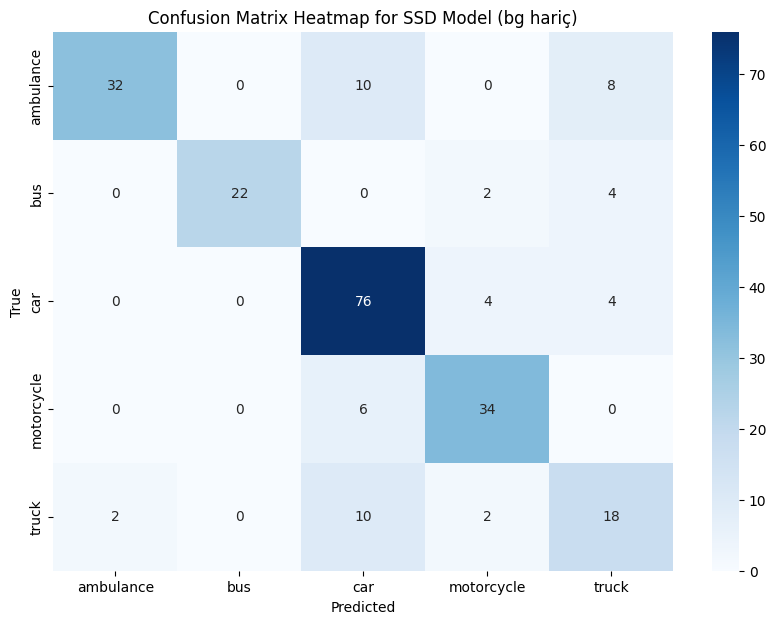 Confusion Matrix Heatmap for SSD Model (bg hariç)
True
ambulance 32 0 10 0 8
bus 0 22 0 2 4
car 0 0 76 4 4
motorcycle 0 0 6 34 0
truck 2 0 10 2 18
ambulance bus car motorcycle truck
Predicted
70
60
50
40
30
20
10
0